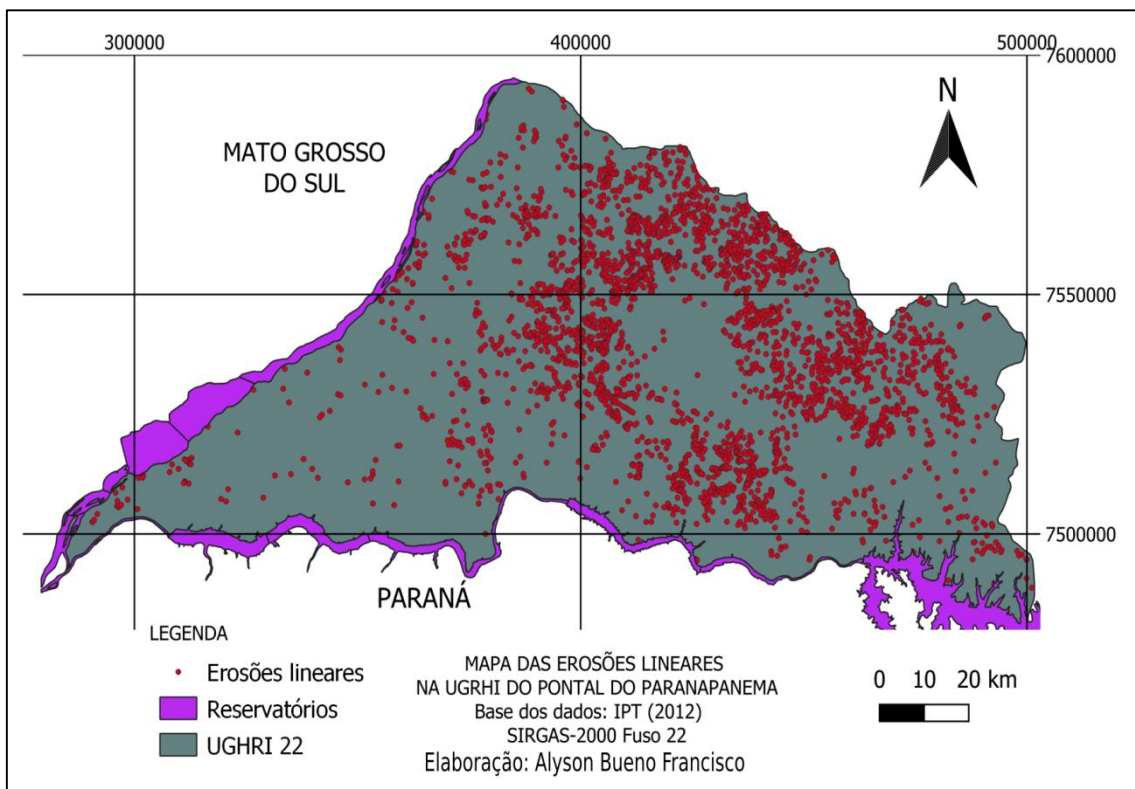 300000
400000
500000
7600000
N
MATO GROSSO
DO SUL
7550000
7500000
PARANÁ
LEGENDA
Erosões lineares
Reservatórios
UGHRI 22
MAPA DAS EROSÕES LINEARES
NA UGRHI DO PONTAL DO PARANAPANEMA
Base dos dados: IPT (2012)
SIRGAS-2000 Fuso 22
Elaboração: Alyson Bueno Francisco
0 10 20 km